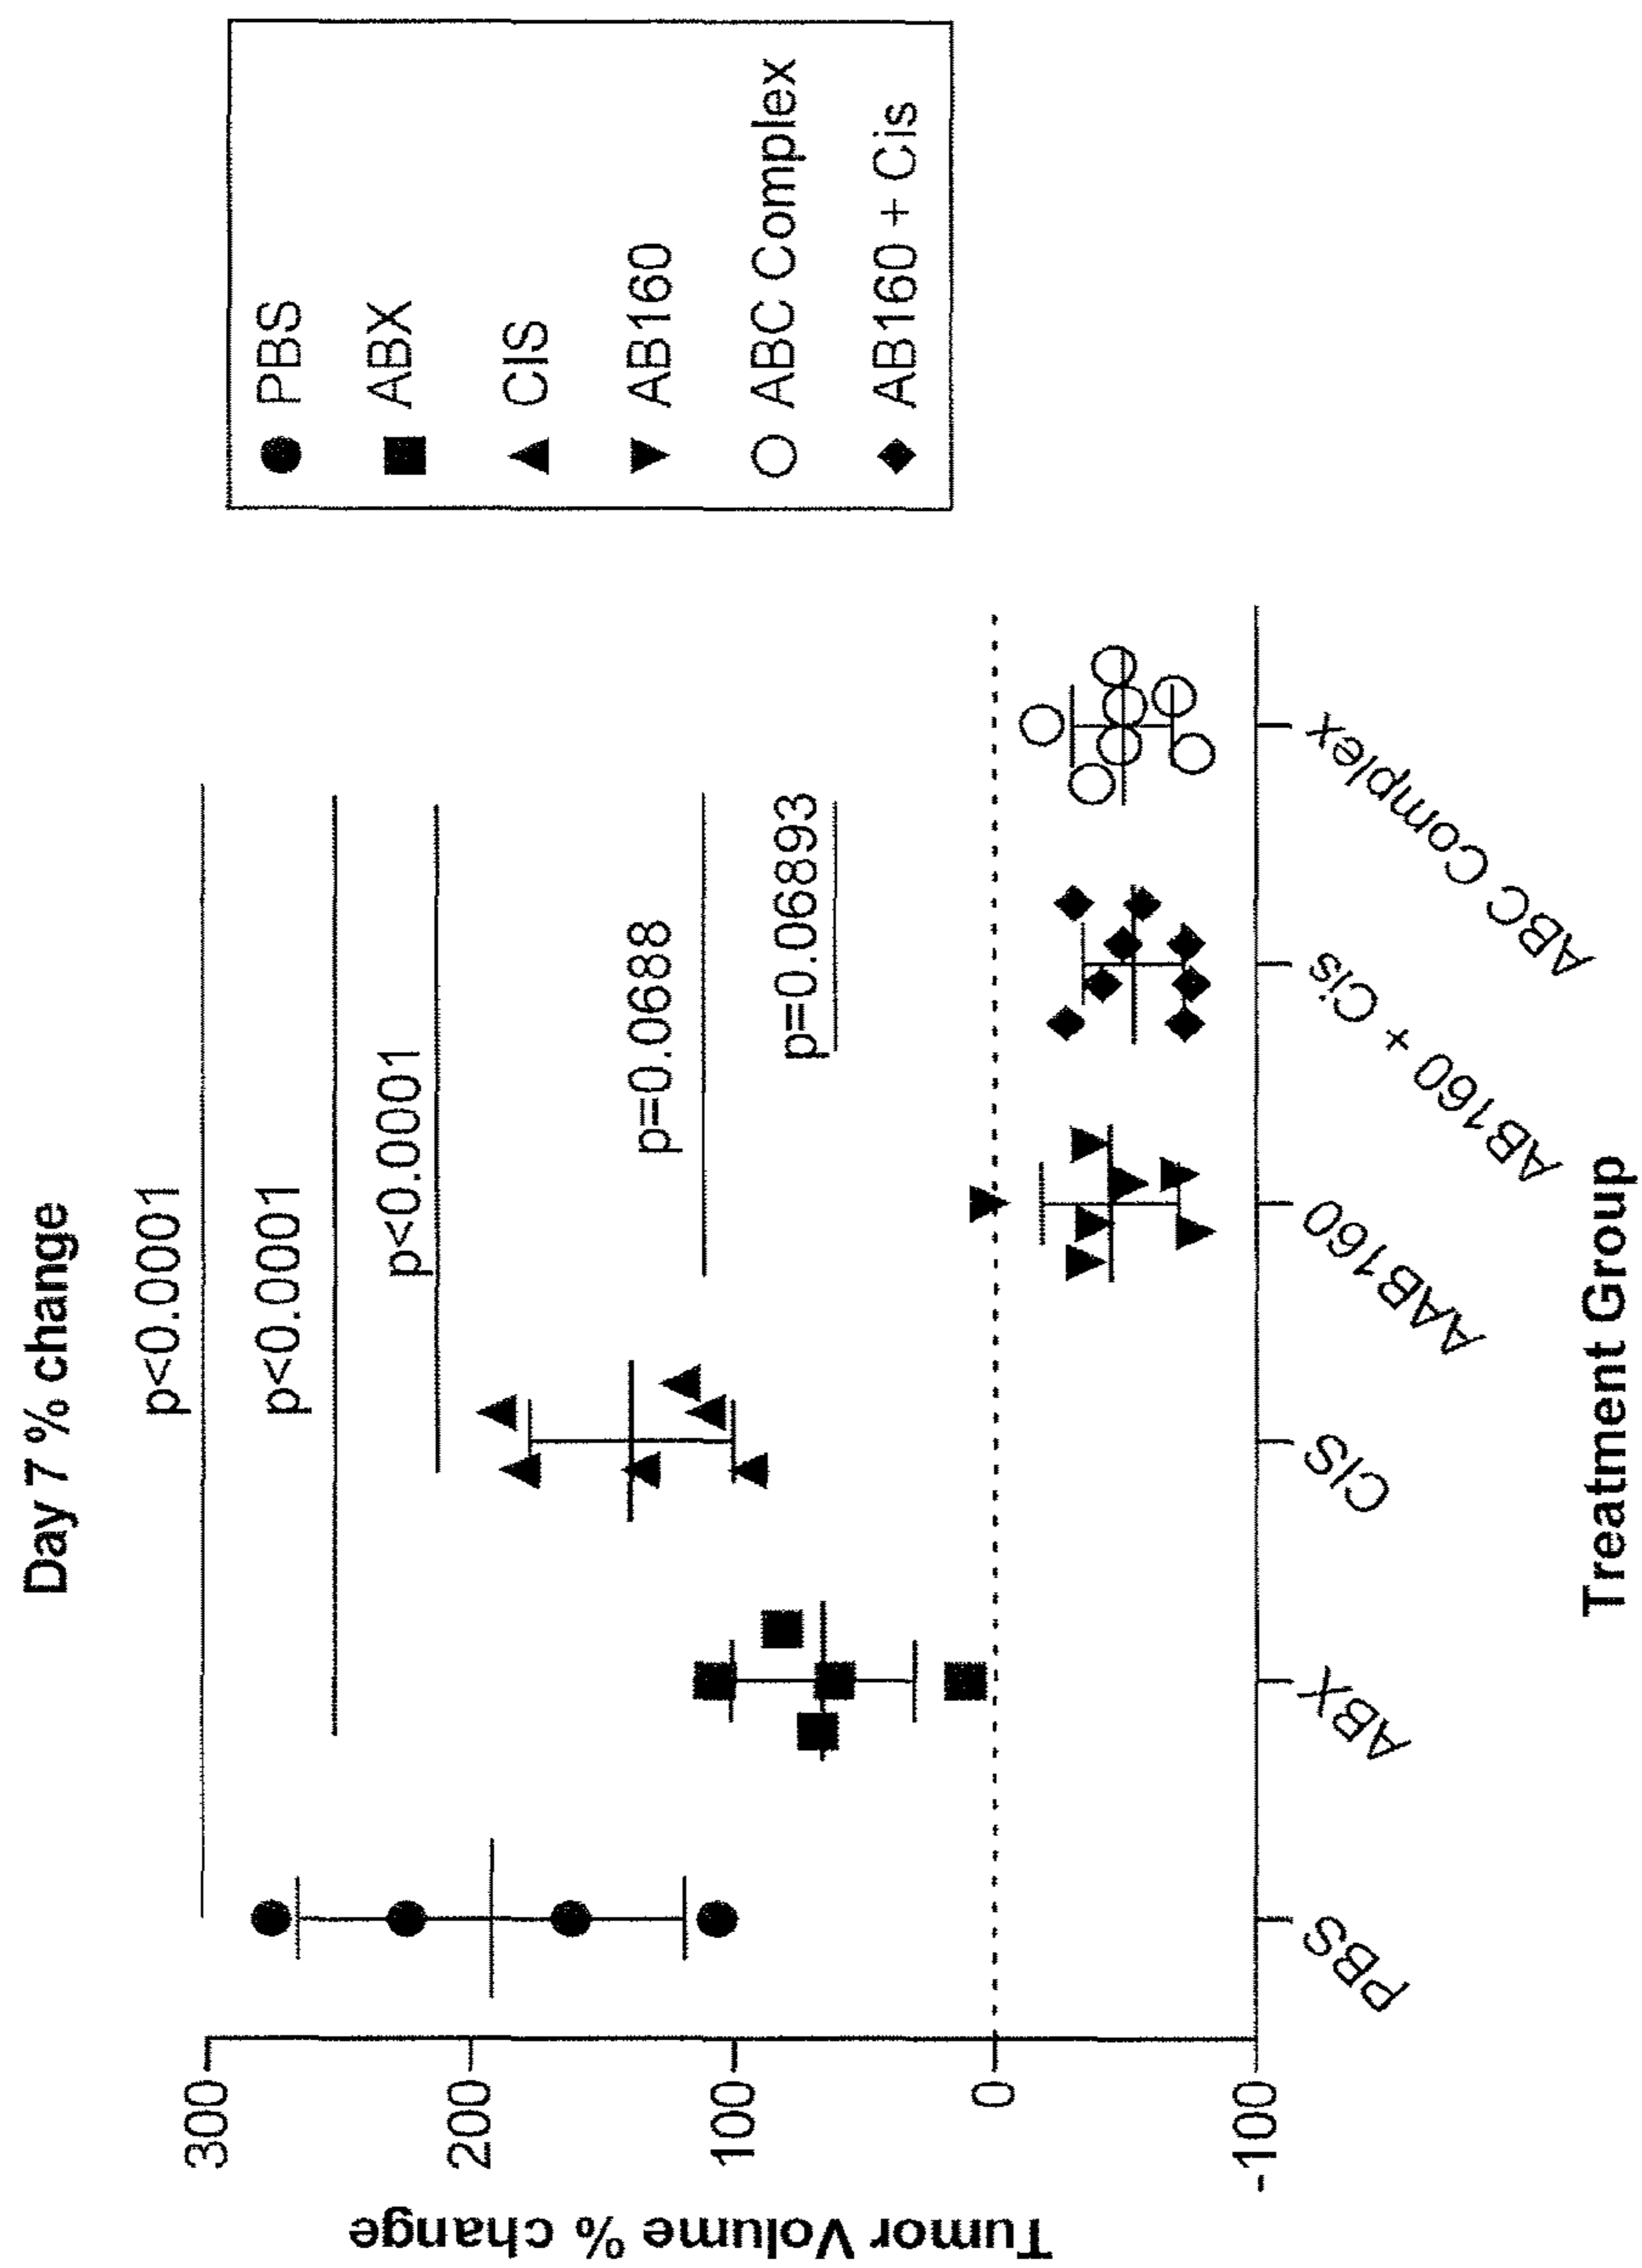 Day 7 % change
p<0.0001
p<0.0001
p<0.0001
p=0.0688
p=0.06893
300
200
100
0
-100
Tumor Volume % change
PBS
ABX
CIS
AAB160
AB160 + Cis
ABC Complex
Treatment Group
PBS
ABX
CIS
AB160
ABC Complex
AB160 + Cis